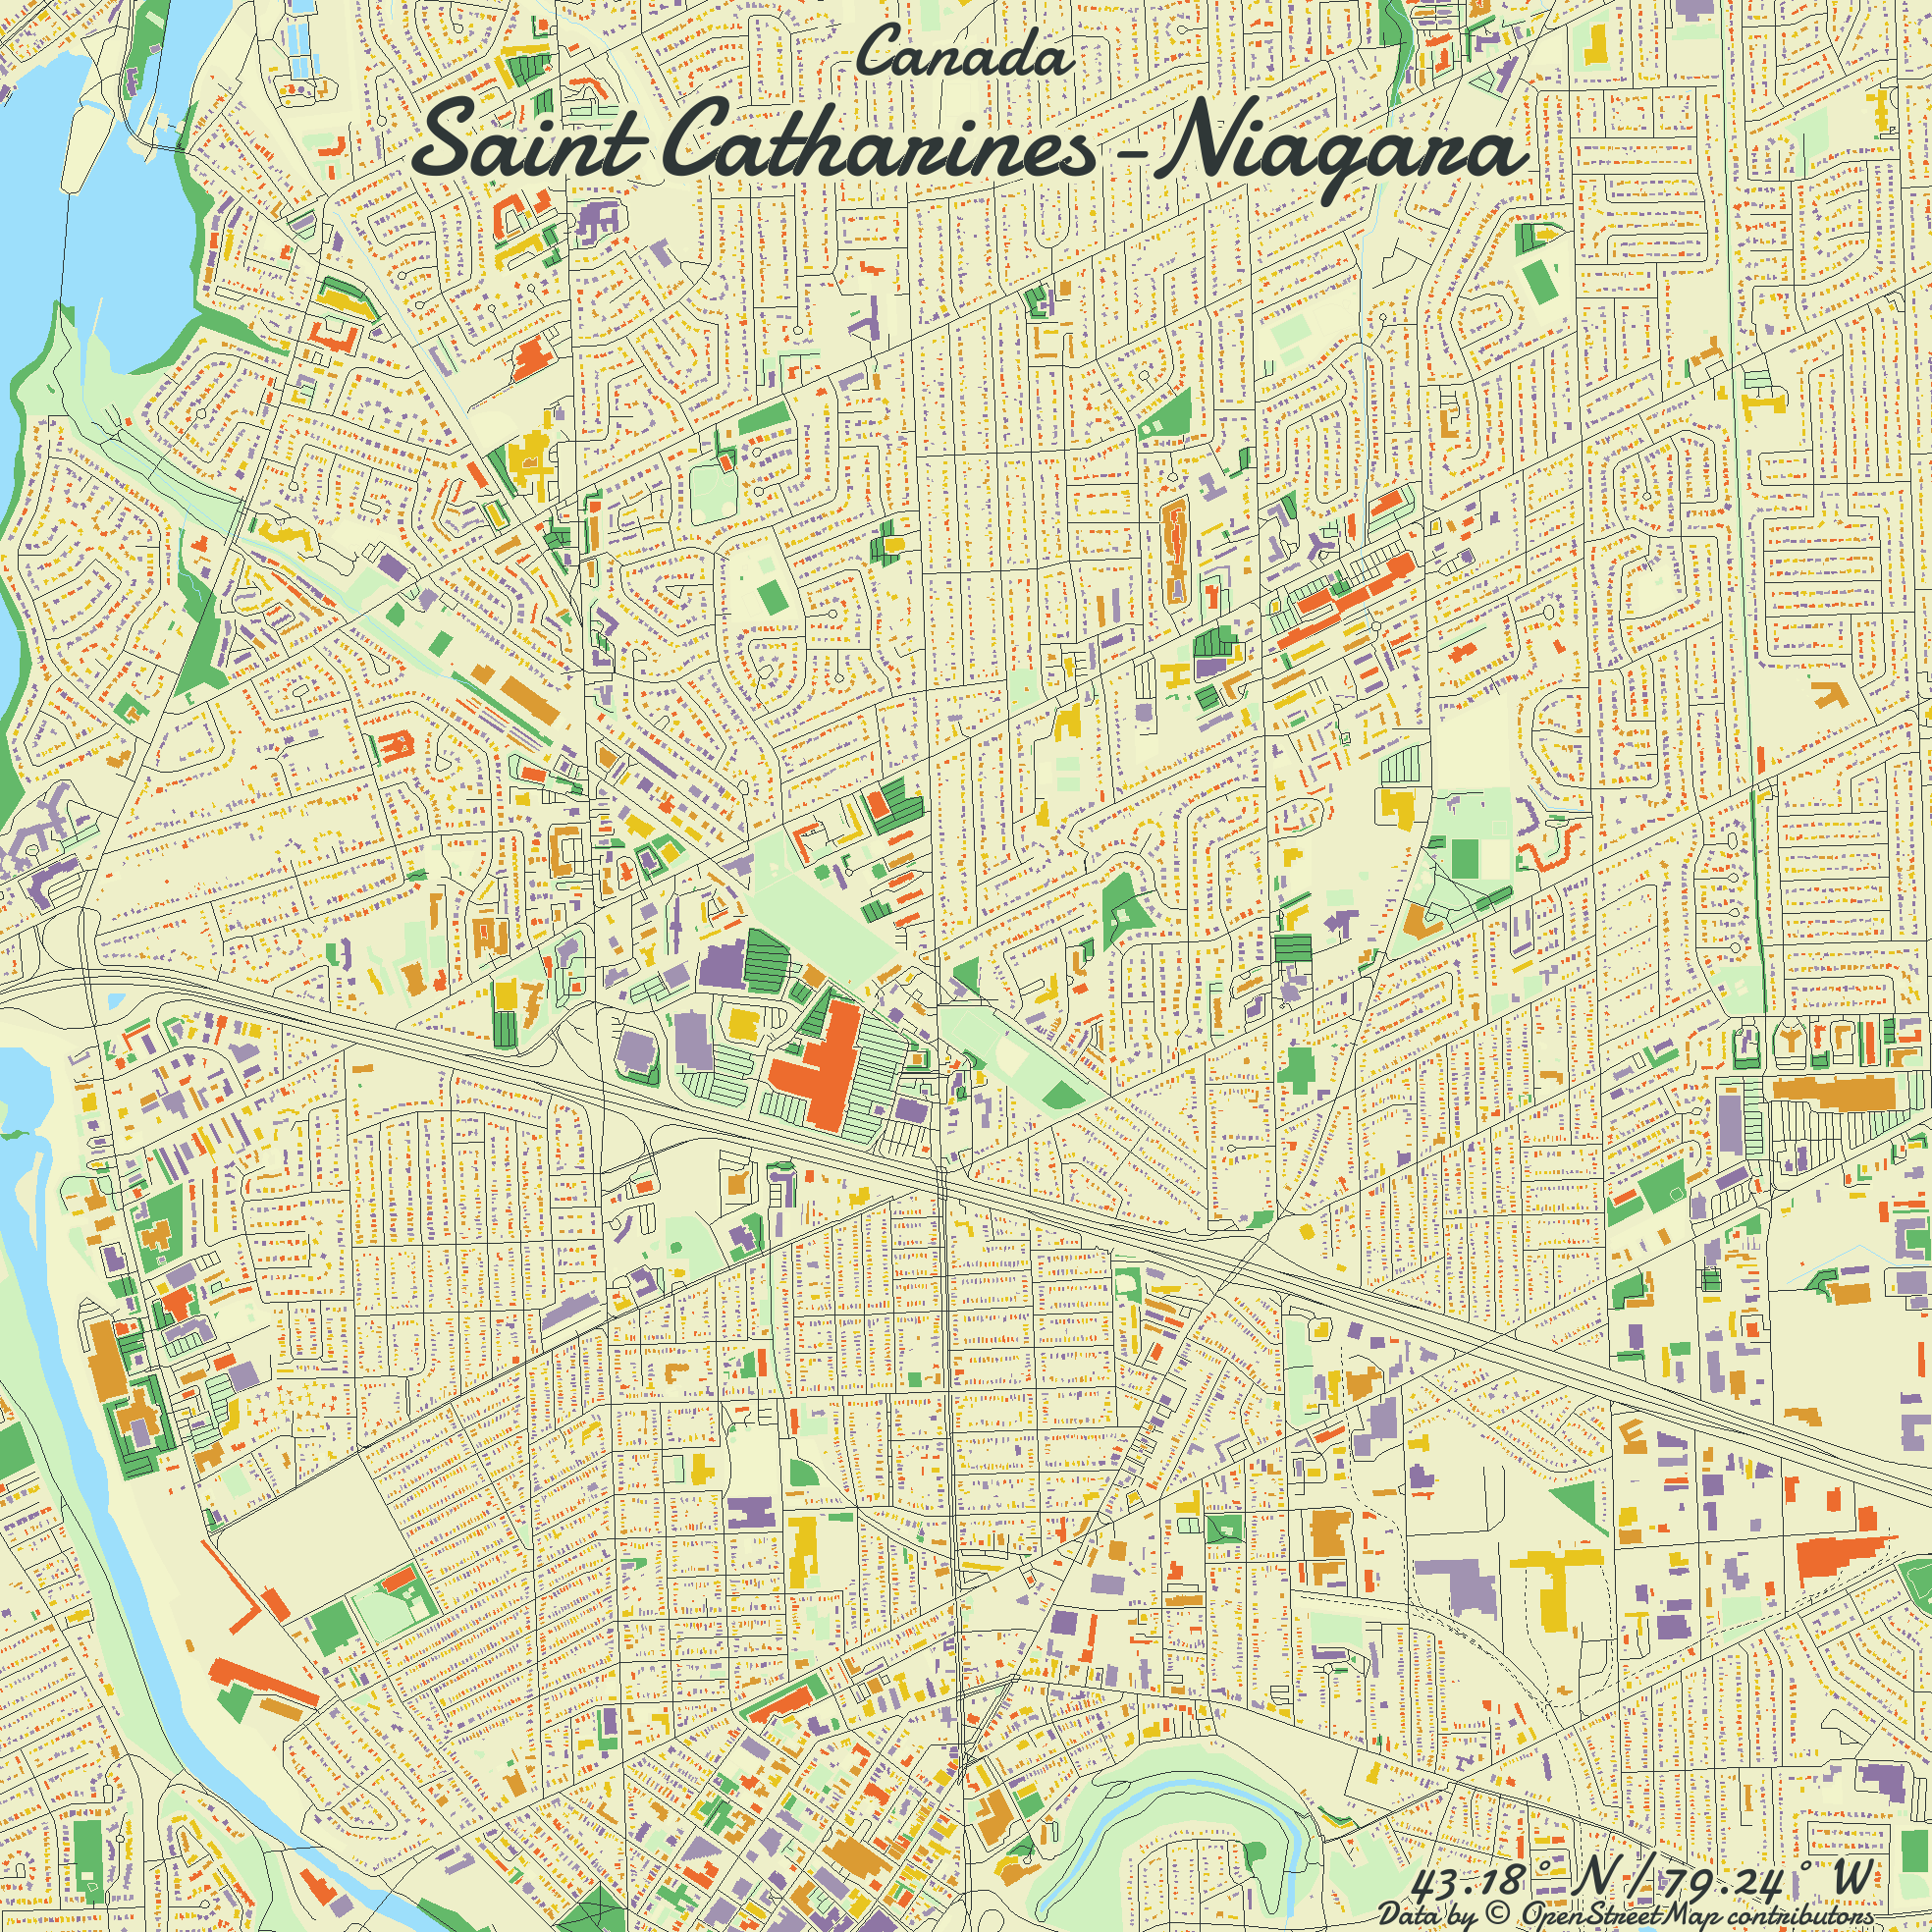 Canada
Saint Catharines - Niagara
43.18° N / 79.24° W
Data by © OpenStreetMap contributors